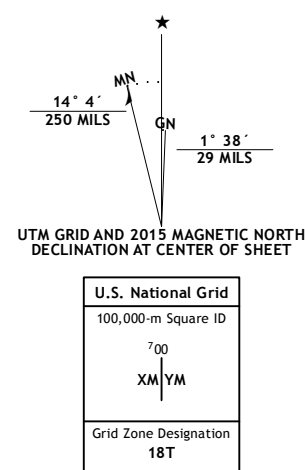 ★
MN
14° 4´
250 MILS
GN
1° 38´
29 MILS
UTM GRID AND 2015 MAGNETIC NORTH
DECLINATION AT CENTER OF SHEET
U.S. National Grid
100,000-m Square ID
⁷00
XM YM
Grid Zone Designation
18T